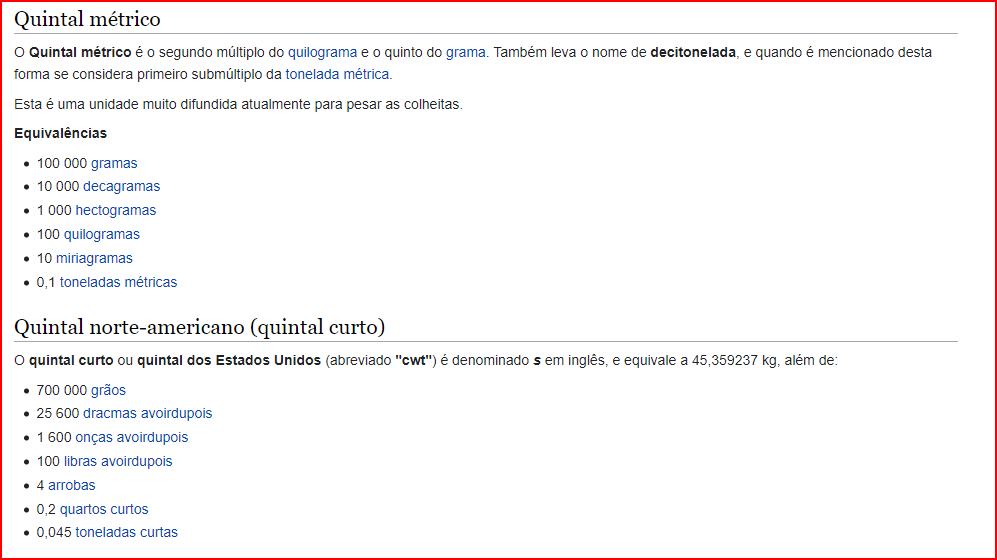 Quintal métrico
O Quintal métrico é o segundo múltiplo do quilograma e o quinto do grama. Também leva o nome de decitonelada, e quando é mencionado desta
forma se considera primeiro submúltiplo da tonelada métrica.
Esta é uma unidade muito difundida atualmente para pesar as colheitas.
Equivalências
100 000 gramas
10 000 decagramas
1 000 hectogramas
100 quilogramas
10 miriagramas
0,1 toneladas métricas
Quintal norte-americano (quintal curto)
O quintal curto ou quintal dos Estados Unidos (abreviado "cwt") é denominado s em inglês, e equivale a 45,359237 kg, além de:
700 000 grãos
25 600 dracmas avoirdupois
1 600 onças avoirdupois
100 libras avoirdupois
4 arrobas
0,2 quartos curtos
0,045 toneladas curtas